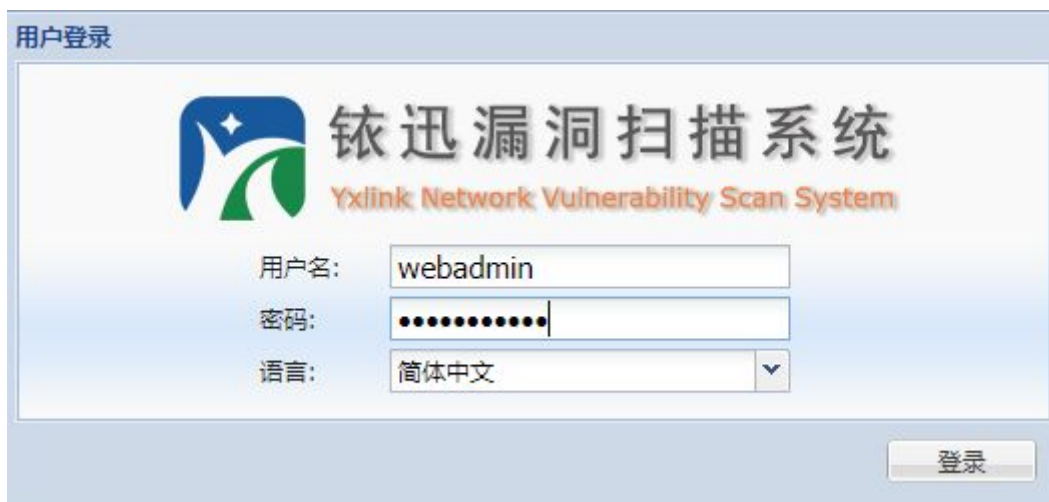 用户登录
铱迅漏洞扫描系统
Yxlink Network Vulnerability Scan System
用户名: webadmin
密码: •••••••••••
语言: 简体中文
登录